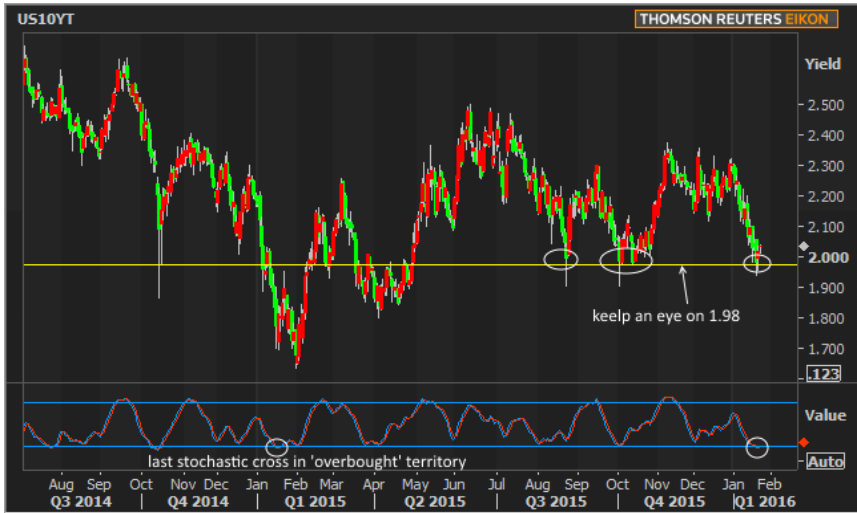 US10YT
THOMSON REUTERS EIKON
Yield
2.500
2.400
2.300
2.200
2.100
2.000
1.900
keelp an eye on 1.98
1.800
1.700
.123
Value
last stochastic cross in 'overbought' territory
Auto
Aug Sep Oct Nov Dec Jan Feb Mar Apr May Jun Jul Aug Sep Oct Nov Dec Jan Feb
Q3 2014 Q4 2014 Q1 2015 Q2 2015 Q3 2015 Q4 2015 Q1 2016